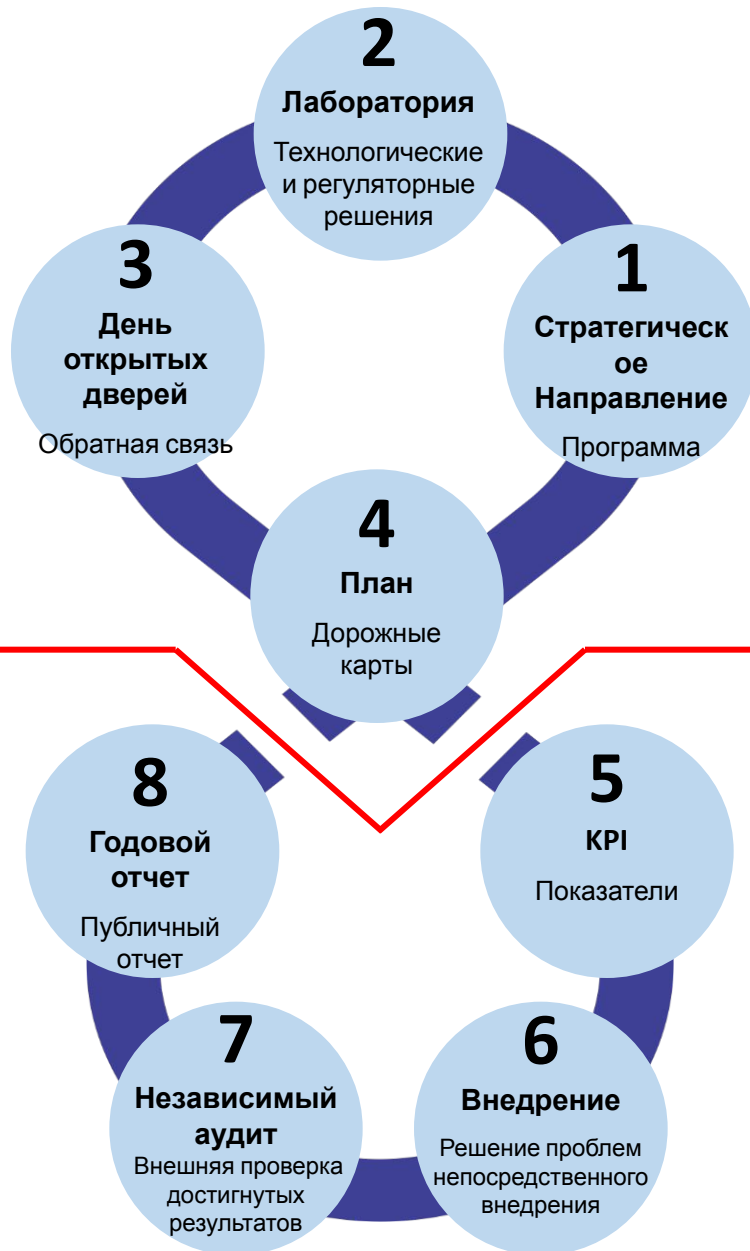 2
Лаборатория
Технологические
и регуляторные
решения
3
День
открытых
дверей
Обратная связь
1
Стратегическ
ое
Направление
Программа
4
План
Дорожные
карты
8
Годовой
отчет
Публичный
отчет
5
KPI
Показатели
7
Независимый
аудит
Внешняя проверка
достигнутых
результатов
6
Внедрение
Решение проблем
непосредственного
внедрения